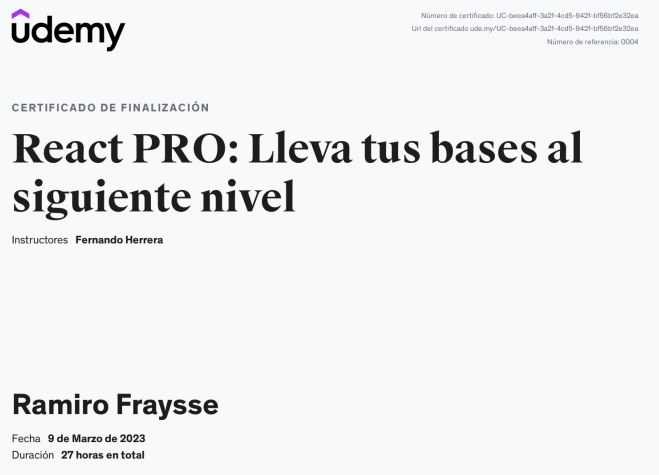 udemy
Número de certificado: UC-beea4aff-3a2f-4cd5-942f-bf56b12e32ea
Url del certificado ude.my/UC-beea4aff-3a2f-4cd5-942f-bf56b12e32ea
Número de referencia: 0004
CERTIFICADO DE FINALIZACIÓN
React PRO: Lleva tus bases al
siguiente nivel
Instructores Fernando Herrera
Ramiro Fraysse
Fecha 9 de Marzo de 2023
Duración 27 horas en total